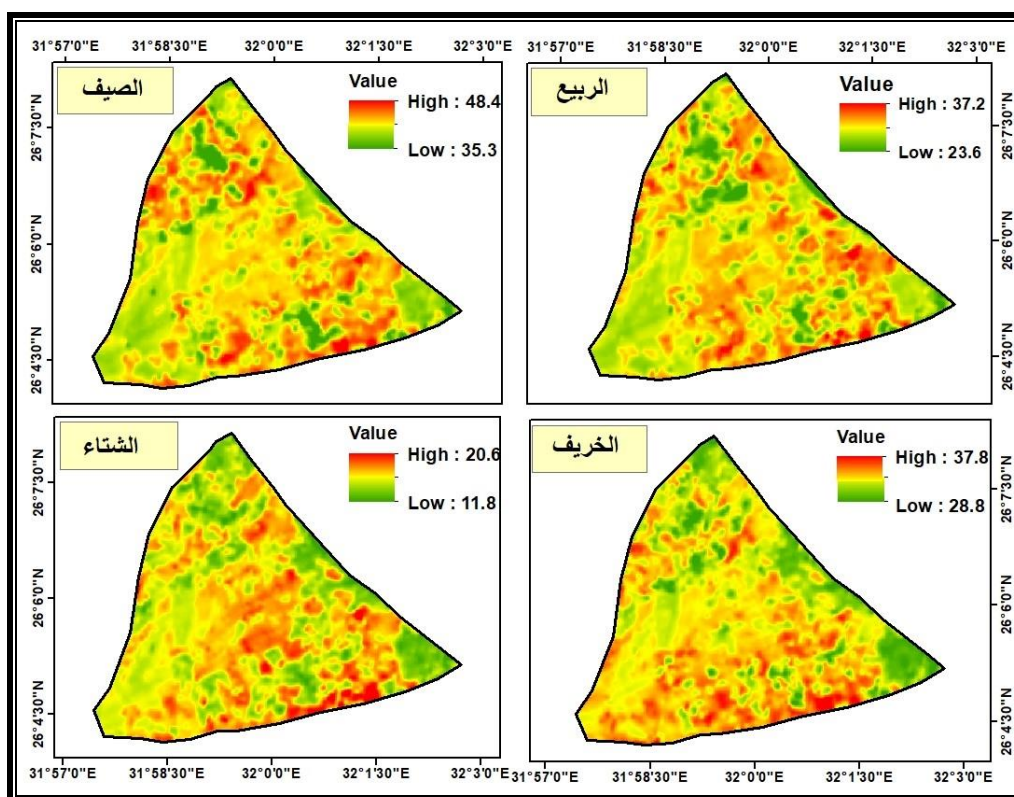 31°57'0"E 31°58'30"E 32°0'0"E 32°1'30"E 32°3'0"E
الصيف
Value
High : 48.4
Low : 35.3
26°7'30"N
26°6'0"N
26°4'30"N
31°57'0"E 31°58'30"E 32°0'0"E 32°1'30"E 32°3'0"E
الربيع
Value
High : 37.2
Low : 23.6
26°7'30"N
26°6'0"N
26°4'30"N
الشتاء
Value
High : 20.6
Low : 11.8
26°7'30"N
26°6'0"N
26°4'30"N
31°57'0"E 31°58'30"E 32°0'0"E 32°1'30"E 32°3'0"E
الخريف
Value
High : 37.8
Low : 28.8
26°7'30"N
26°6'0"N
26°4'30"N
31°57'0"E 31°58'30"E 32°0'0"E 32°1'30"E 32°3'0"E